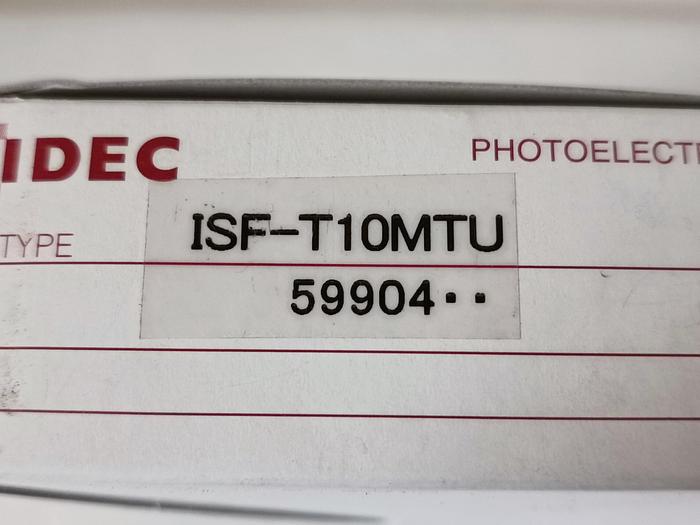 IDEC
PHOTOELECT
TYPE ISF-T10MTU
59904··